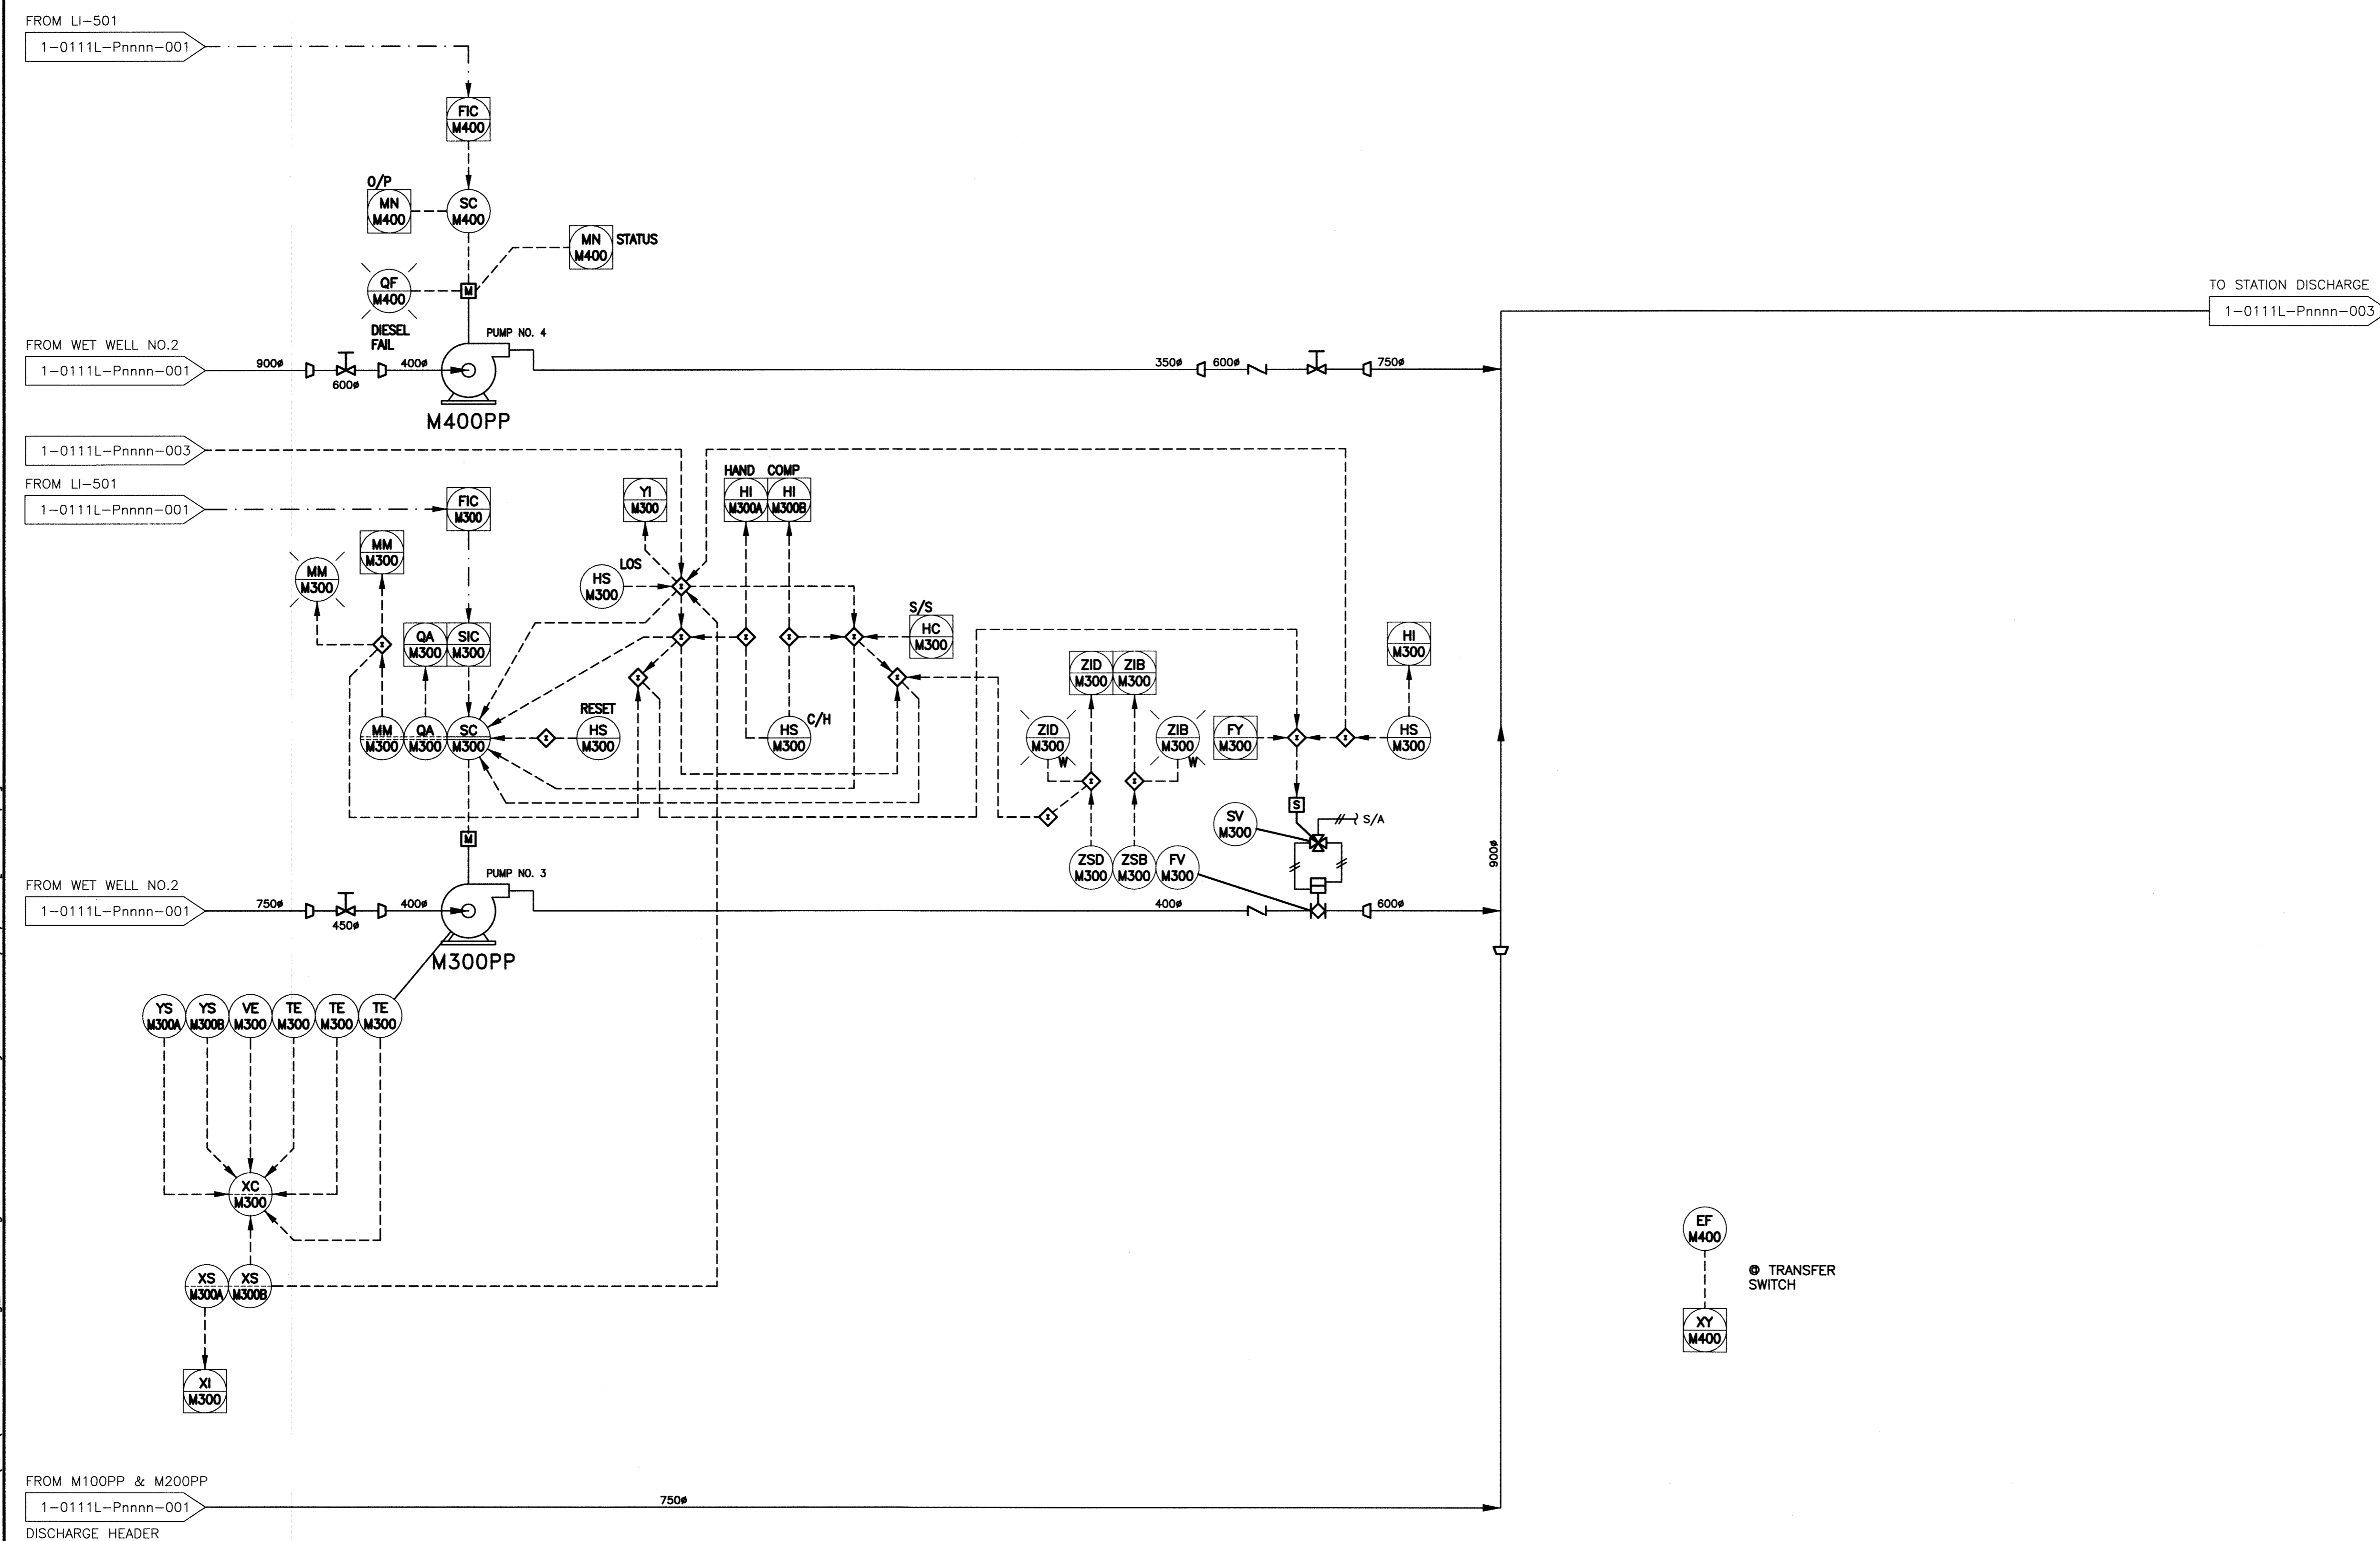 FROM LI-501
1-0111L-Pnnnn-001
FIC
M400
O/P
MN
M400
SC
M400
MN
M400
STATUS
QF
M400
M
DIESEL
FAIL
PUMP NO. 4
TO STATION DISCHARGE
1-0111L-Pnnnn-003
FROM WET WELL NO.2
1-0111L-Pnnnn-001
900ø
600ø
400ø
350ø
600ø
750ø
M400PP
1-0111L-Pnnnn-003
FROM LI-501
1-0111L-Pnnnn-001
FIC
M300
MM
M300
MM
M300
YI
M300
HAND
COMP
HI
M300A
HI
M300B
HS
M300
LOS
S/S
HC
M300
QA
M300
SIC
M300
MM
M300
QA
M300
SC
M300
RESET
HS
M300
HS
M300
C/H
ZID
M300
ZIB
M300
HI
M300
ZID
M300
W
ZIB
M300
W
FY
M300
HS
M300
S
SV
M300
S/A
ZSD
M300
ZSB
M300
FV
M300
900ø
M
PUMP NO. 3
FROM WET WELL NO.2
1-0111L-Pnnnn-001
750ø
450ø
400ø
400ø
600ø
M300PP
YS
M300A
YS
M300B
VE
M300
TE
M300
TE
M300
TE
M300
XC
M300
XS
M300A
XS
M300B
XI
M300
EF
M400
@ TRANSFER
SWITCH
XY
M400
FROM M100PP & M200PP
1-0111L-Pnnnn-001
750ø
DISCHARGE HEADER